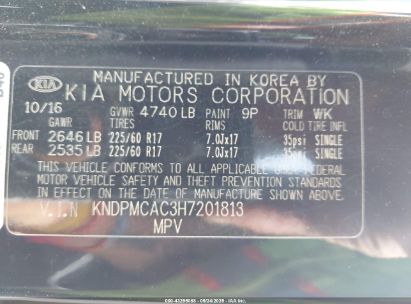 MANUFACTURED IN KOREA BY
KIA KIA MOTORS CORPORATION
10/16 GVWR 4740 LB PAINT 9P TRIM WK
GAWR TIRES RIMS COLD TIRE INFL
FRONT 2646 LB 225/60 R17 7.0Jx17 35psi SINGLE
REAR 2535 LB 225/60 R17 7.0Jx17 35psi SINGLE
THIS VEHICLE CONFORMS TO ALL APPLICABLE U.S. FEDERAL
MOTOR VEHICLE SAFETY AND THEFT PREVENTION STANDARDS
IN EFFECT ON THE DATE OF MANUFACTURE SHOWN ABOVE.
V.I.N KNDPMCAC3H7201813
MPV